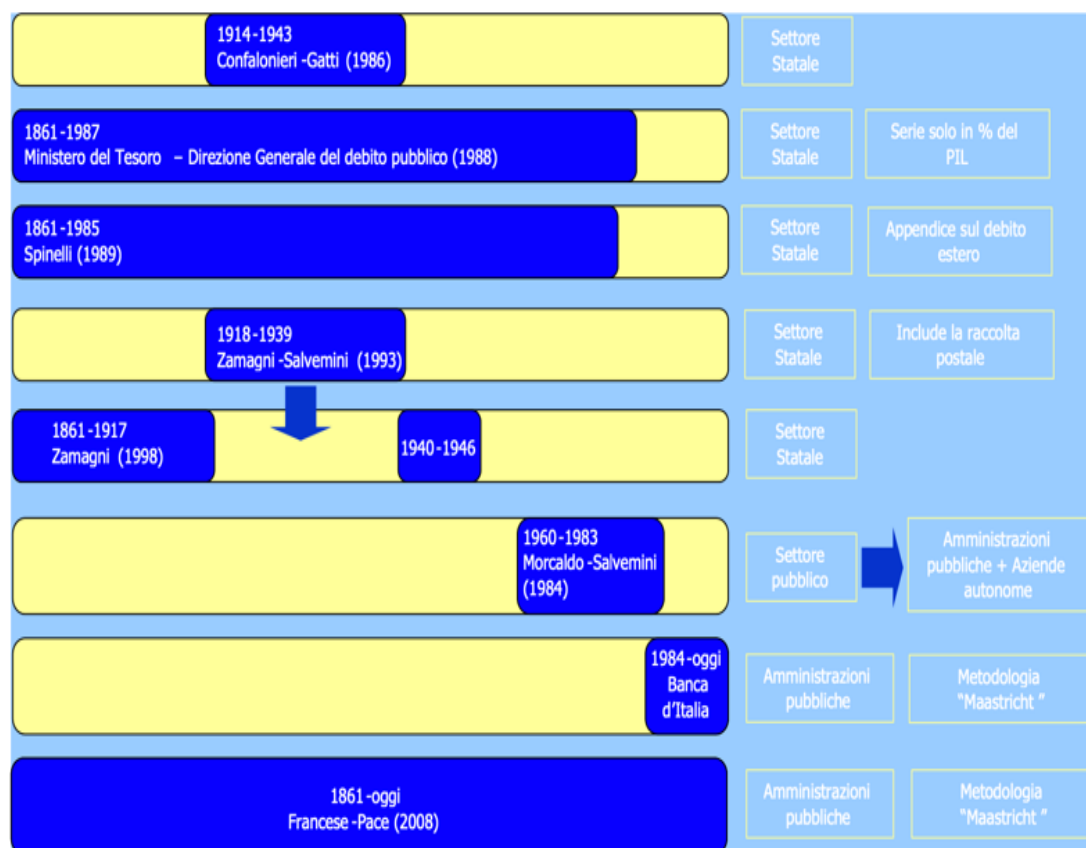 1914-1943
Confalonieri-Gatti (1986)
Settore
Statale
1861-1987
Ministero del Tesoro – Direzione Generale del debito pubblico (1988)
Settore
Statale
Serie solo in % del
PIL
1861-1985
Spinelli (1989)
Settore
Statale
Appendice sul debito
estero
1918-1939
Zamagni-Salvemini (1993)
Settore
Statale
Include la raccolta
postale
1861-1917
Zamagni (1998)
1940-1946
Settore
Statale
1960-1983
Morcaldo-Salvemini
(1984)
Settore
pubblico
Amministrazioni
pubbliche + Aziende
autonome
1984-oggi
Banca
d'Italia
Amministrazioni
pubbliche
Metodologia
"Maastricht"
1861-oggi
Francese-Pace (2008)
Amministrazioni
pubbliche
Metodologia
"Maastricht"